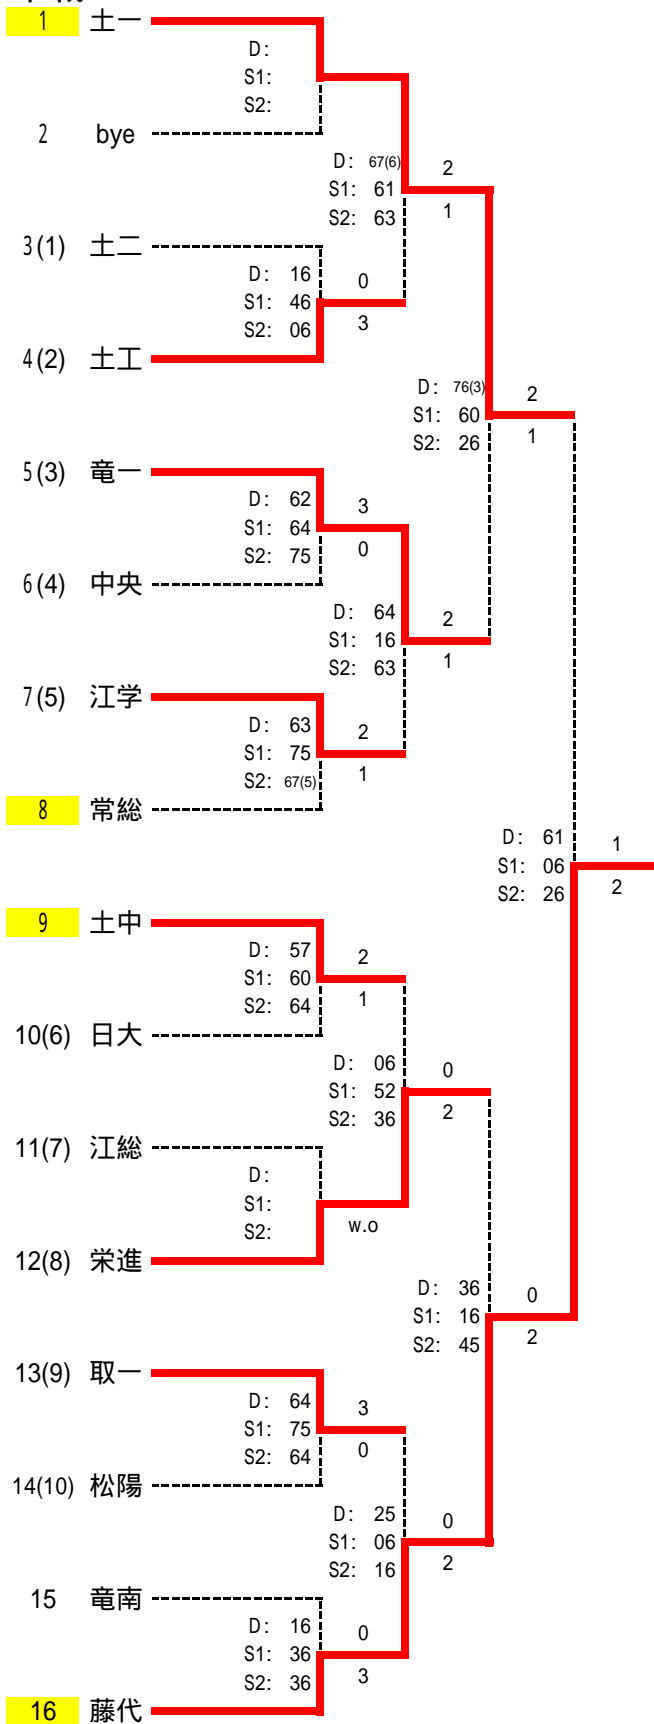 1 土一
D:
S1:
S2:
2 bye
D: 67(6) 2
S1: 61
S2: 63 1
3(1) 土二
D: 16 0
S1: 46
S2: 06 3
4(2) 土工
D: 76(3) 2
S1: 60
S2: 26 1
5(3) 竜一
D: 62 3
S1: 64
S2: 75 0
6(4) 中央
D: 64 2
S1: 16
S2: 63 1
7(5) 江学
D: 63 2
S1: 75
S2: 67(5) 1
8 常総
D: 61 1
S1: 06
S2: 26 2
9 土中
D: 57 2
S1: 60
S2: 64 1
10(6) 日大
D: 06 0
S1: 52
S2: 36 2
11(7) 江総
D:
S1:
S2: w.o
12(8) 栄進
D: 36 0
S1: 16
S2: 45 2
13(9) 取一
D: 64 3
S1: 75
S2: 64 0
14(10) 松陽
D: 25 0
S1: 06
S2: 16 2
15 竜南
D: 16 0
S1: 36
S2: 36 3
16 藤代